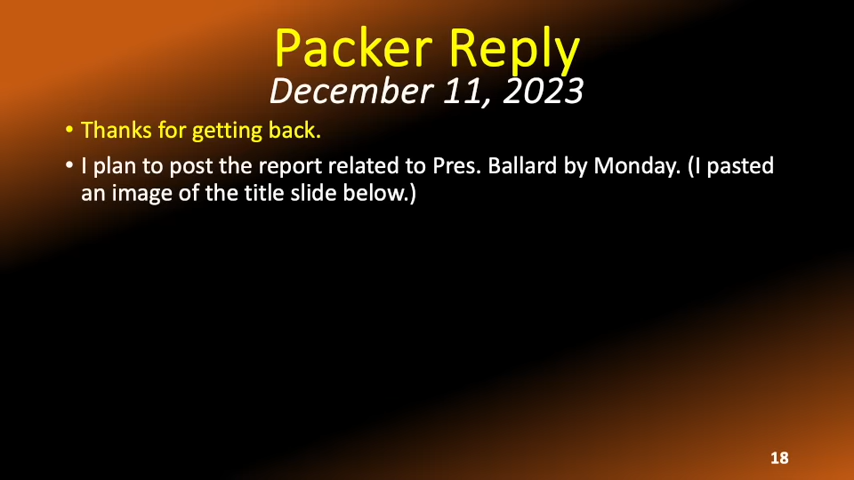 Packer Reply
December 11, 2023
• Thanks for getting back.
• I plan to post the report related to Pres. Ballard by Monday. (I pasted
an image of the title slide below.)
18